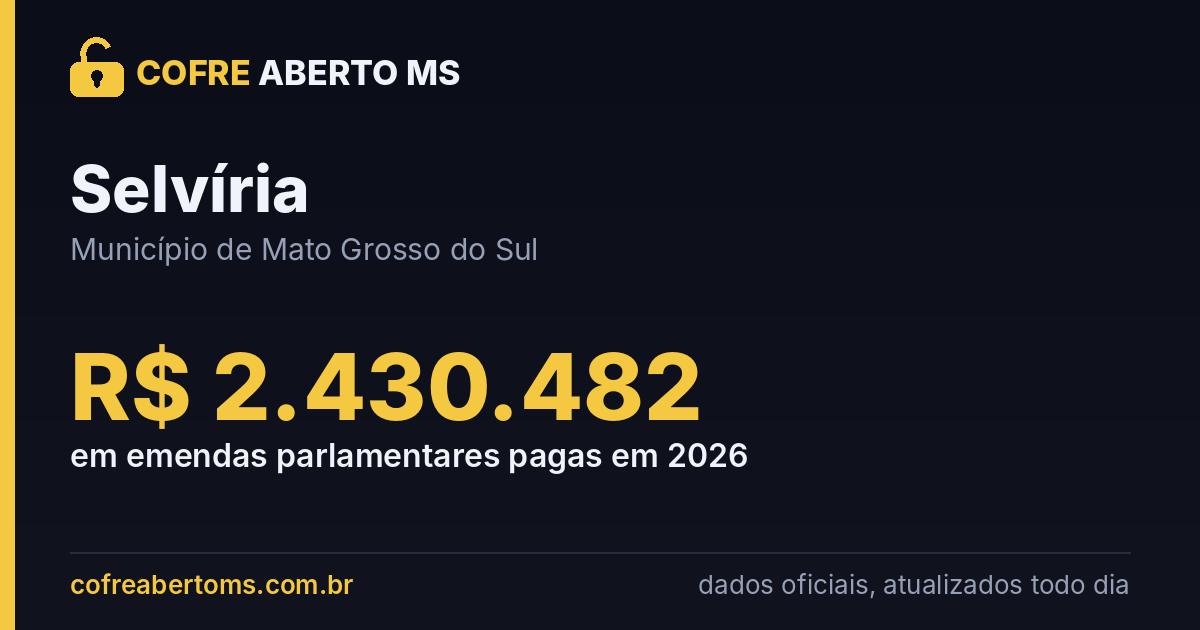 COFRE ABERTO MS
Selvíria
Município de Mato Grosso do Sul
R$ 2.430.482
em emendas parlamentares pagas em 2026
cofreabertoms.com.br
dados oficiais, atualizados todo dia